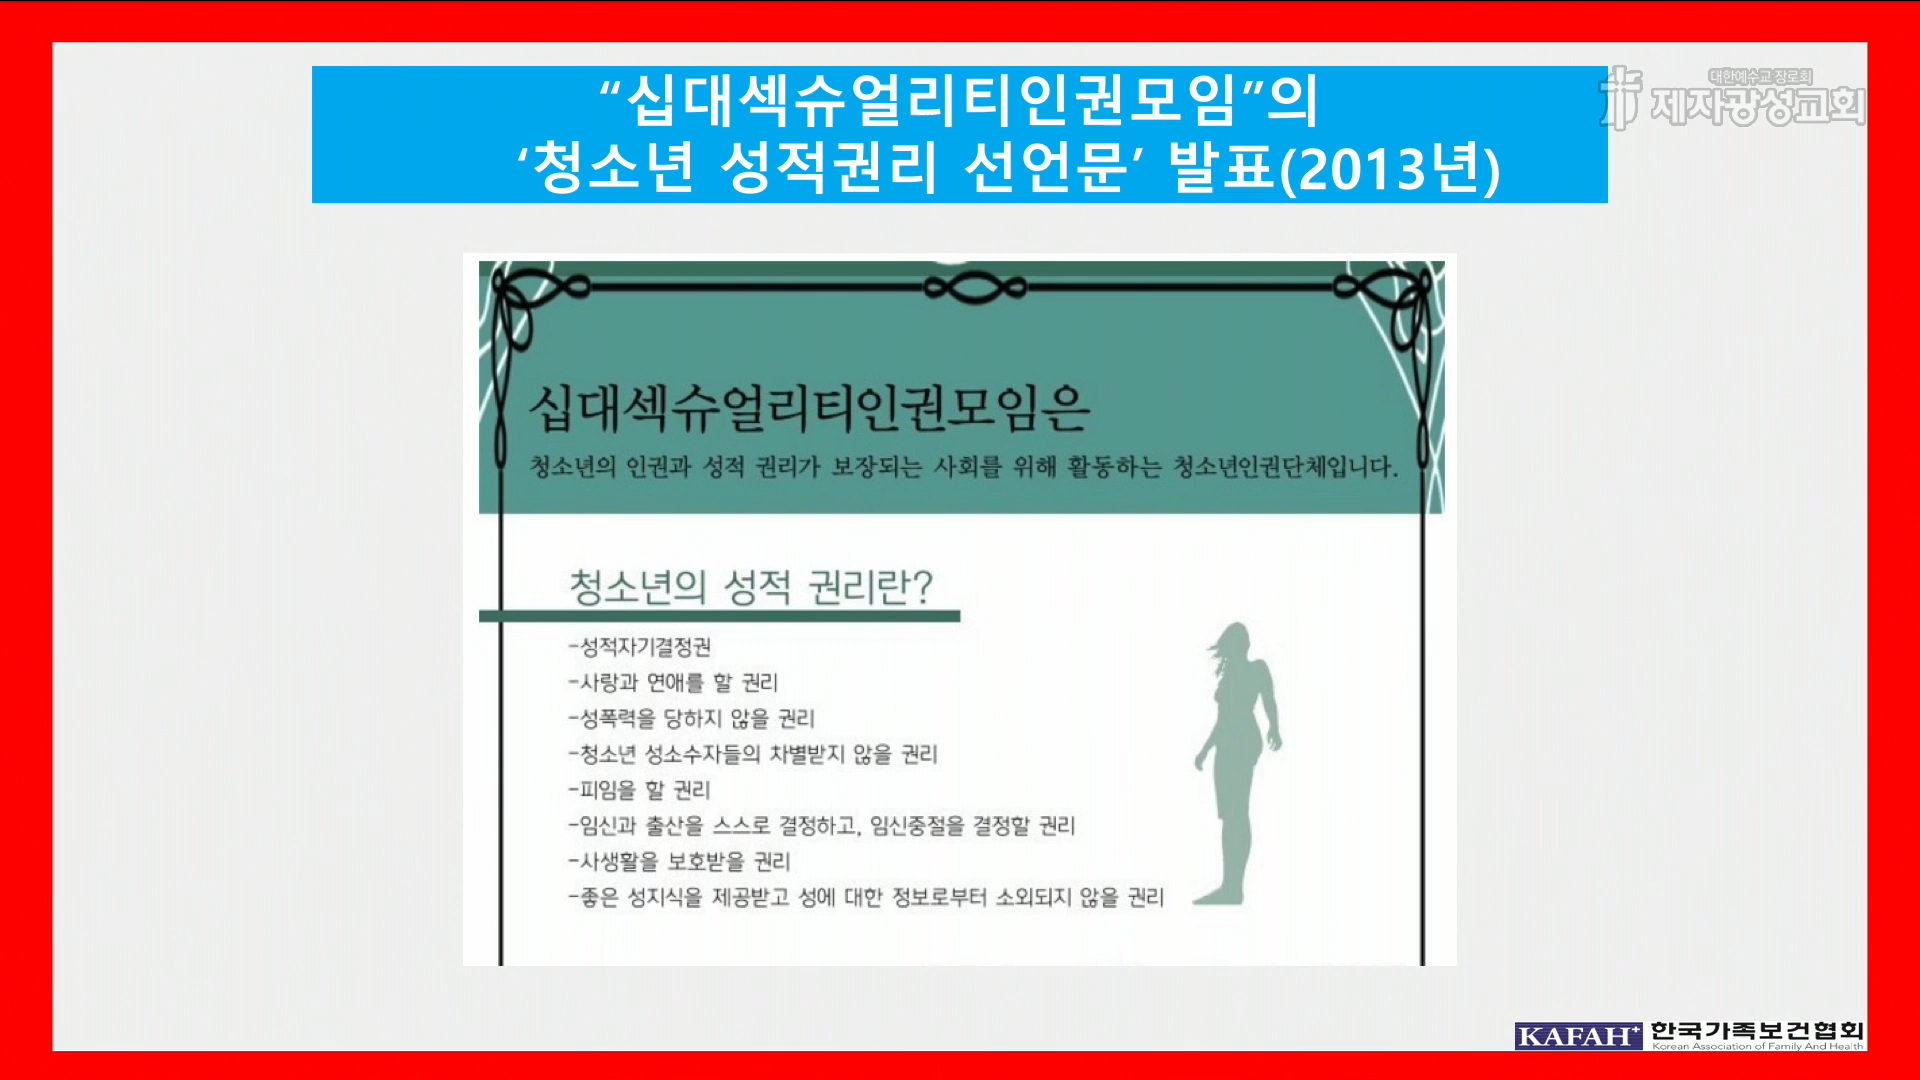 “십대섹슈얼리티인권모임”의
‘청소년 성적권리 선언문’ 발표(2013년)
대한예수교 장로회
제자광성교회
십대섹슈얼리티인권모임은
청소년의 인권과 성적 권리가 보장되는 사회를 위해 활동하는 청소년인권단체입니다.
청소년의 성적 권리란?
-성적자기결정권
-사랑과 연애를 할 권리
-성폭력을 당하지 않을 권리
-청소년 성소수자들의 차별받지 않을 권리
-피임을 할 권리
-임신과 출산을 스스로 결정하고, 임신중절을 결정할 권리
-사생활을 보호받을 권리
-좋은 성지식을 제공받고 성에 대한 정보로부터 소외되지 않을 권리
KAFAH+ 한국가족보건협회
Korean Association of Family And Health